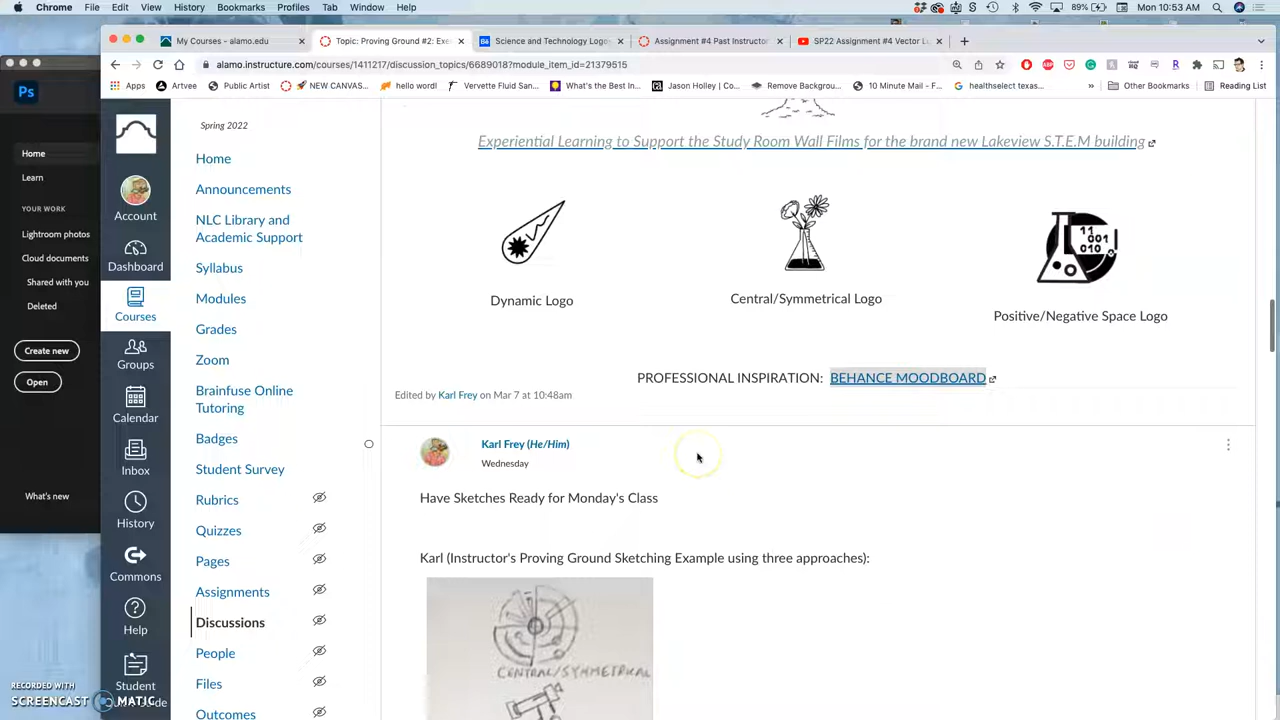 Chrome File Edit View History Bookmarks Profiles Tab Window Help
89% Mon 10:53 AM
My Courses - alamo.edu
Topic: Proving Ground #2: Exe
Science and Technology Logo
Assignment #4 Past Instructor
SP22 Assignment #4 Vector L
alamo.instructure.com/courses/1411217/discussion_topics/6689018?module_item_id=21379515
Apps Artvee Public Artist NEW CANVAS... hello word! Vervette Fluid San... What's the Best In... Jason Holley | Co... Remove Backgrou... 10 Minute Mail - F... healthselect texas... » Other Bookmarks Reading List
Ps
Home
Learn
YOUR WORK
Lightroom photos
Cloud documents
Shared with you
Deleted
Create new
Open
What's new
Account
Dashboard
Courses
Groups
Calendar
Inbox
History
Commons
Help
Student
Spring 2022
Home
Announcements
NLC Library and
Academic Support
Syllabus
Modules
Grades
Zoom
Brainfuse Online
Tutoring
Badges
Student Survey
Rubrics
Quizzes
Pages
Assignments
Discussions
People
Files
Outcomes
Experiential Learning to Support the Study Room Wall Films for the brand new Lakeview S.T.E.M building
11
001
010
Dynamic Logo
Central/Symmetrical Logo
Positive/Negative Space Logo
PROFESSIONAL INSPIRATION: BEHANCE MOODBOARD
Edited by Karl Frey on Mar 7 at 10:48am
Karl Frey (He/Him)
Wednesday
Have Sketches Ready for Monday's Class
Karl (Instructor's Proving Ground Sketching Example using three approaches):
CENTRAL/SYMMETRICAL
RECORDED WITH
SCREENCAST MATIC